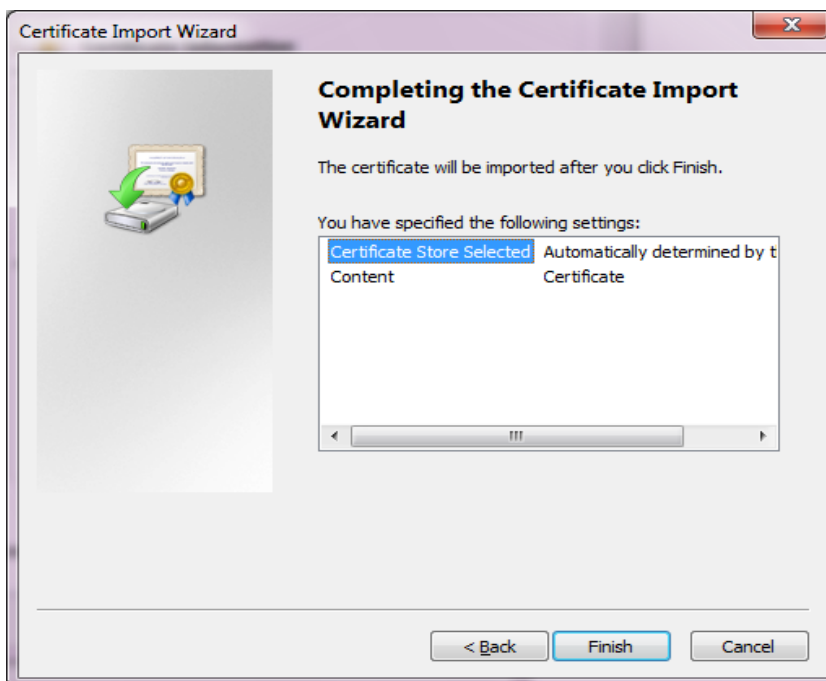 Certificate Import Wizard
Completing the Certificate Import
Wizard
The certificate will be imported after you click Finish.
You have specified the following settings:
Certificate Store Selected Automatically determined by t
Content Certificate
< Back Finish Cancel